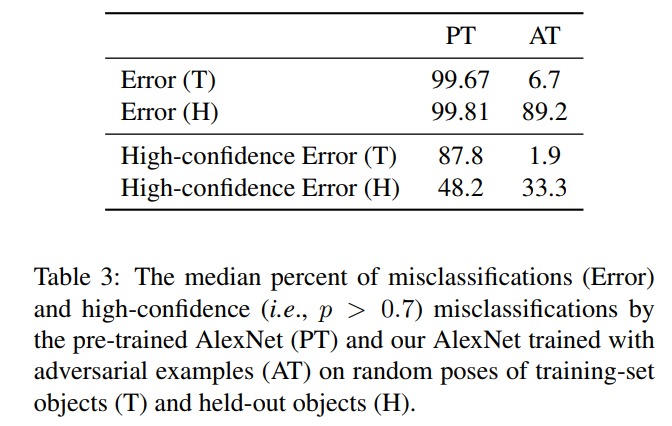 PT AT
Error (T) 99.67 6.7
Error (H) 99.81 89.2
High-confidence Error (T) 87.8 1.9
High-confidence Error (H) 48.2 33.3
Table 3: The median percent of misclassifications (Error)
and high-confidence (i.e., p > 0.7) misclassifications by
the pre-trained AlexNet (PT) and our AlexNet trained with
adversarial examples (AT) on random poses of training-set
objects (T) and held-out objects (H).